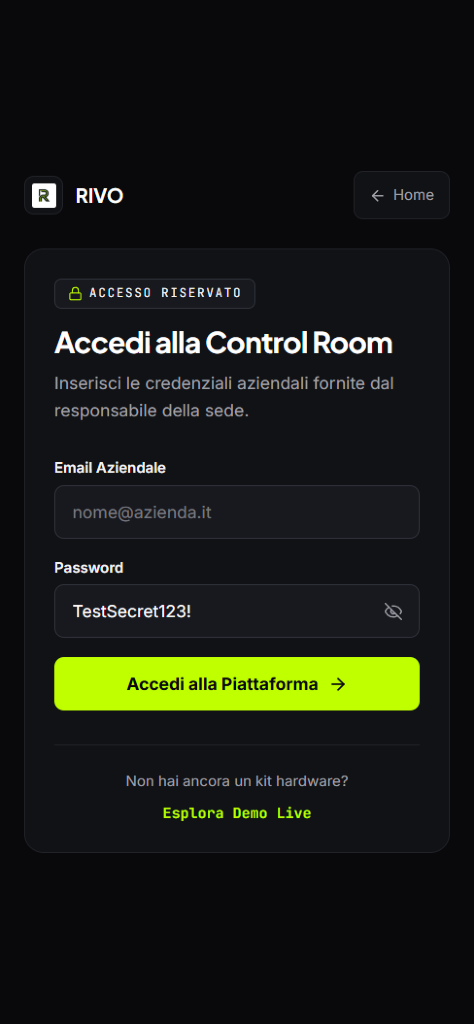 R RIVO
Home
ACCESSO RISERVATO
Accedi alla Control Room
Inserisci le credenziali aziendali fornite dal
responsabile della sede.
Email Aziendale
nome@azienda.it
Password
TestSecret123!
Accedi alla Piattaforma
Non hai ancora un kit hardware?
Esplora Demo Live